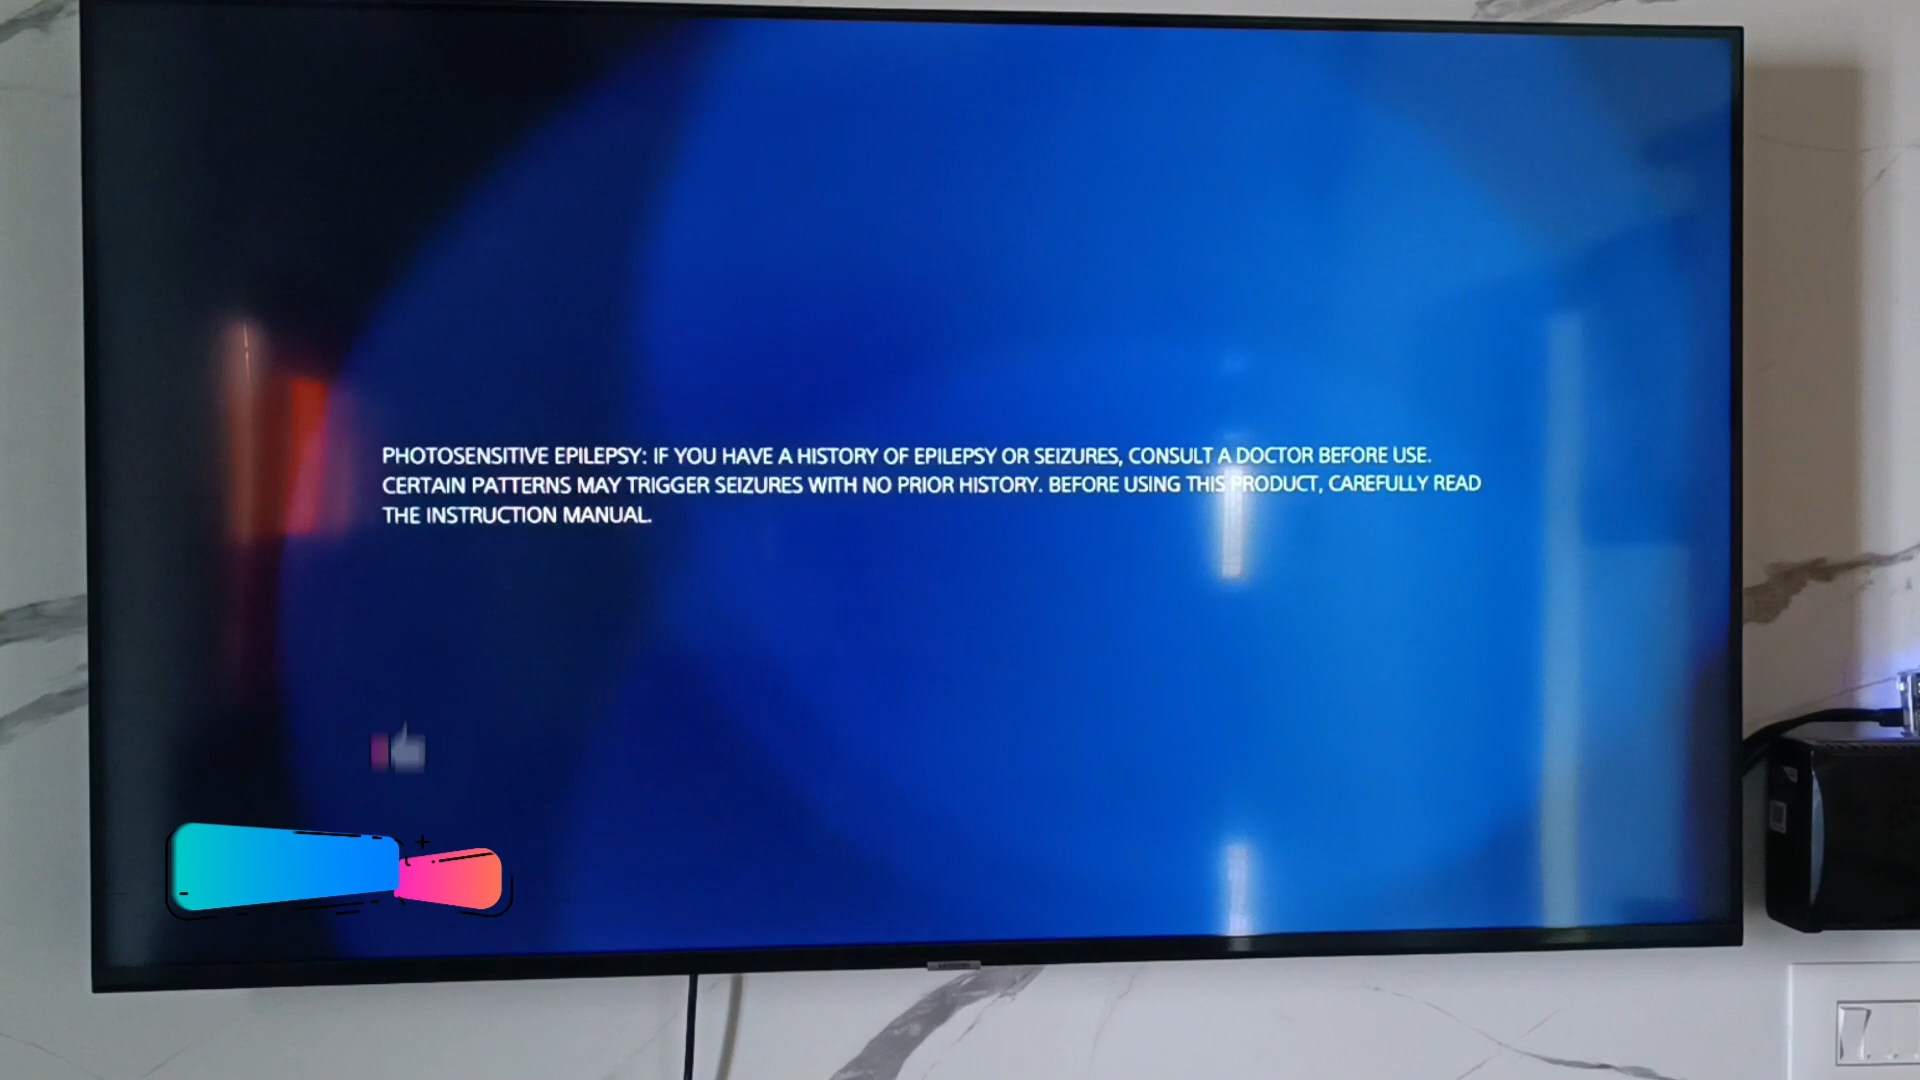 PHOTOSENSITIVE EPILEPSY: IF YOU HAVE A HISTORY OF EPILEPSY OR SEIZURES, CONSULT A DOCTOR BEFORE USE.
CERTAIN PATTERNS MAY TRIGGER SEIZURES WITH NO PRIOR HISTORY. BEFORE USING THIS PRODUCT, CAREFULLY READ
THE INSTRUCTION MANUAL.